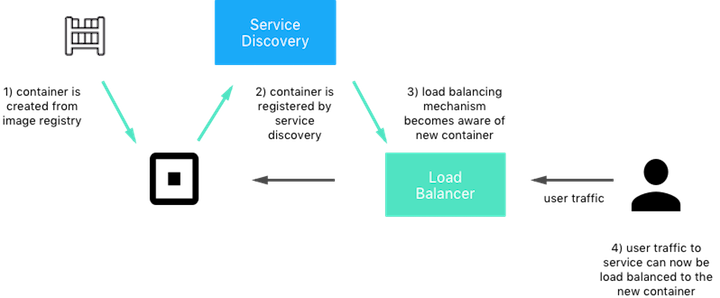 Service
Discovery
1) container is
created from
image registry
2) container is
registered by
service
discovery
3) load balancing
mechanism
becomes aware of
new container
Load
Balancer
user traffic
4) user traffic to
service can now be
load balanced to the
new container